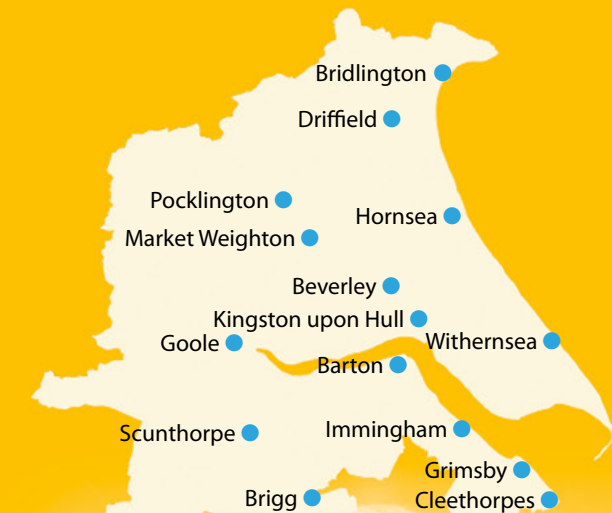 Bridlington
Driffield
Pocklington
Hornsea
Market Weighton
Beverley
Kingston upon Hull
Withernsea
Goole
Barton
Scunthorpe
Immingham
Grimsby
Brigg
Cleethorpes